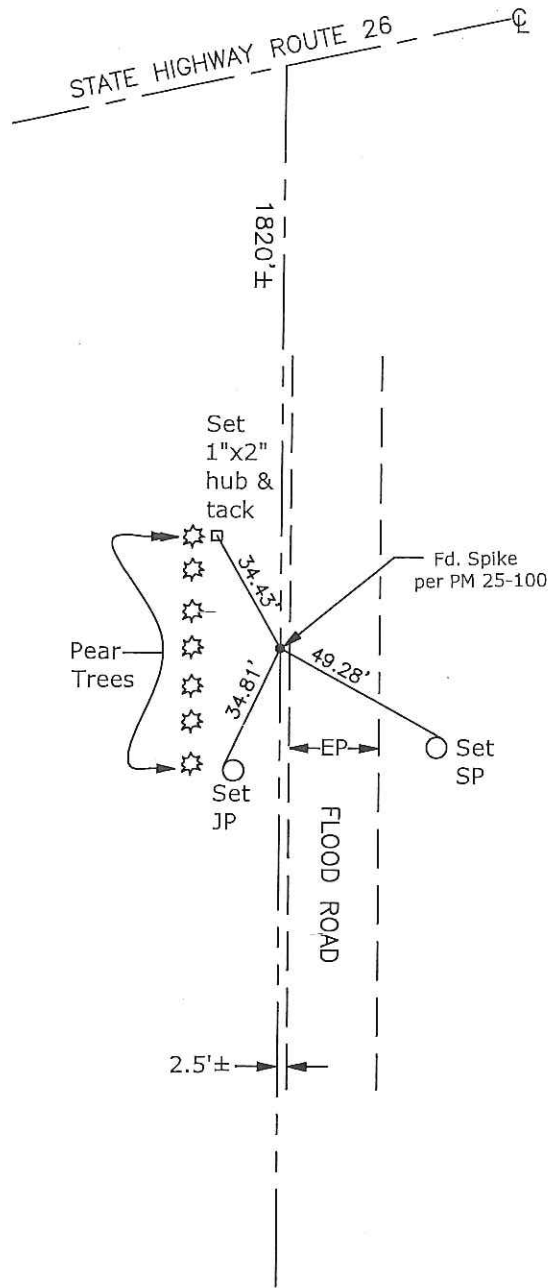 STATE HIGHWAY ROUTE 26
℄
1820'±
Set
1"x2"
hub &
tack
34.43'
Fd. Spike
per PM 25-100
Pear
Trees
34.81'
49.28'
EP
Set
SP
Set
JP
FLOOD ROAD
2.5'±